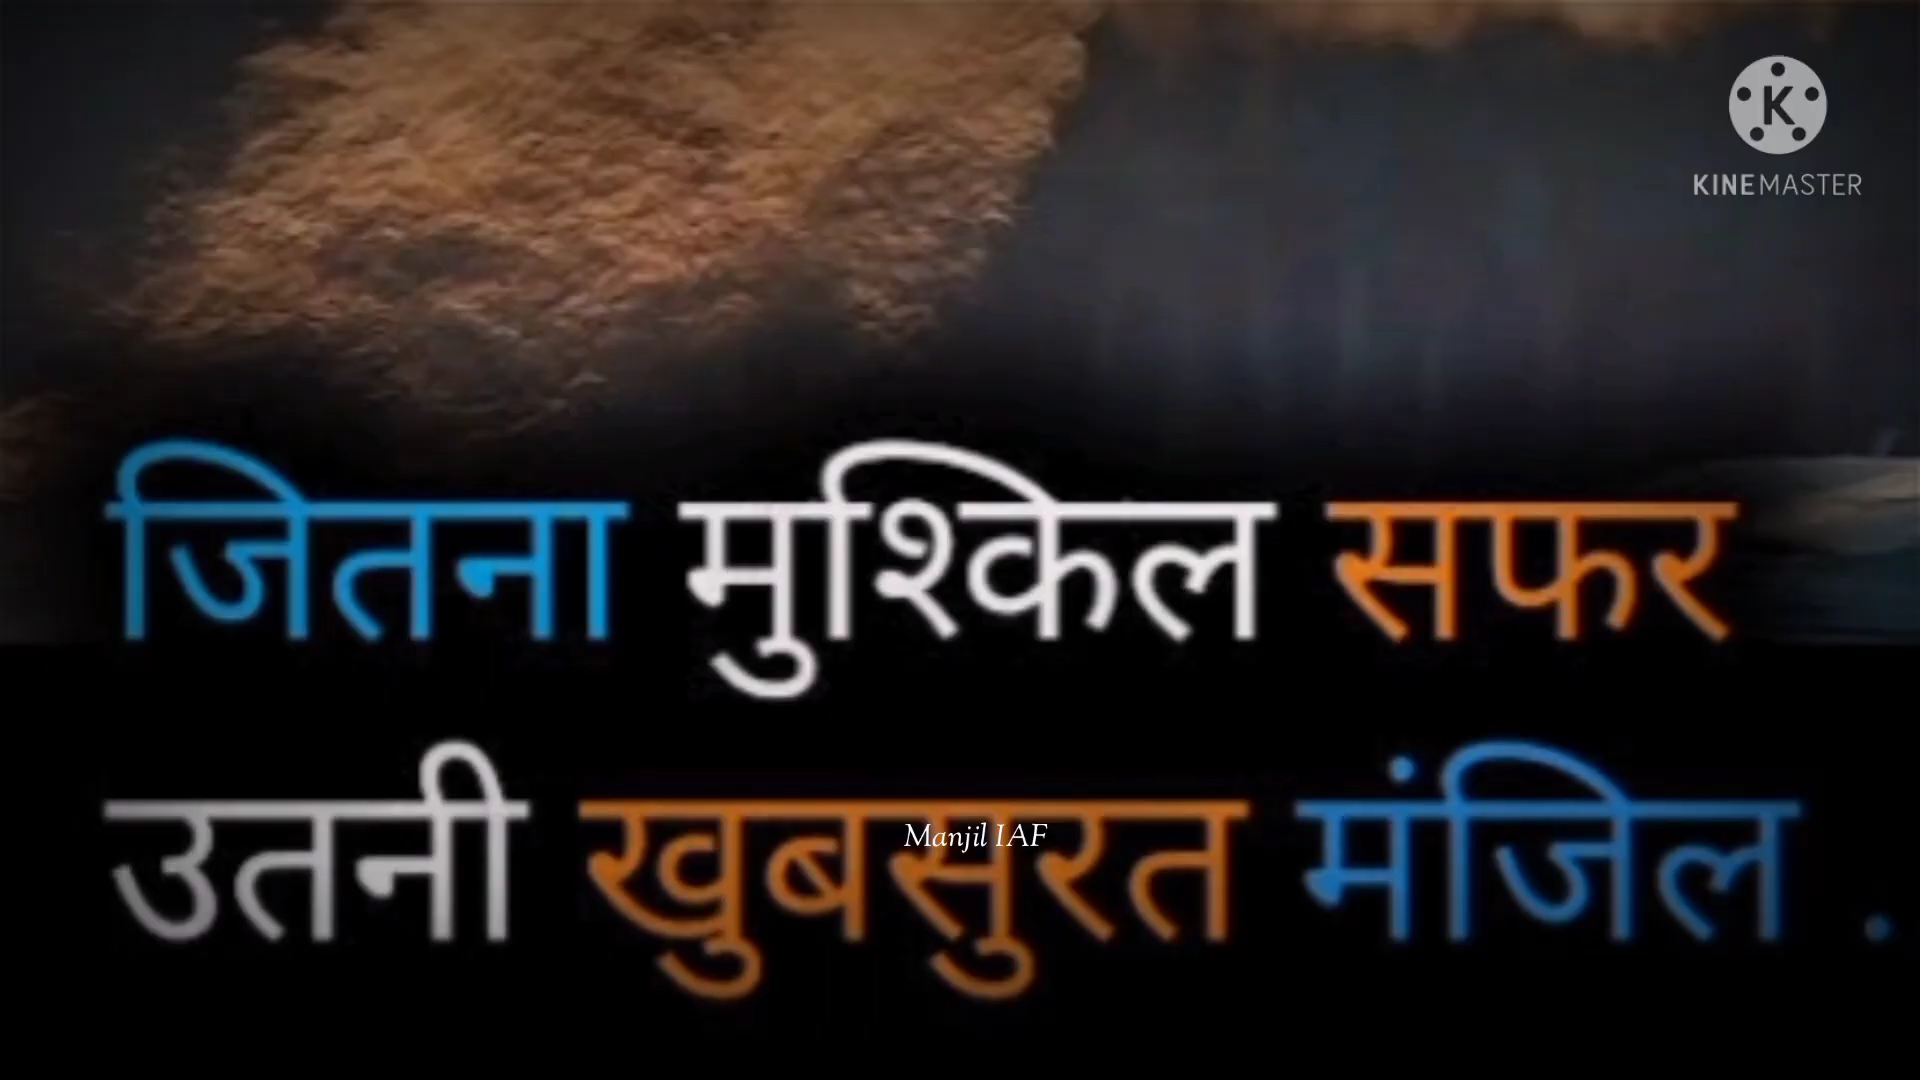 K
KINEMASTER
जितना मुश्किल सफर
उतनी खुबसुरत मंजिल .
Manjil IAF